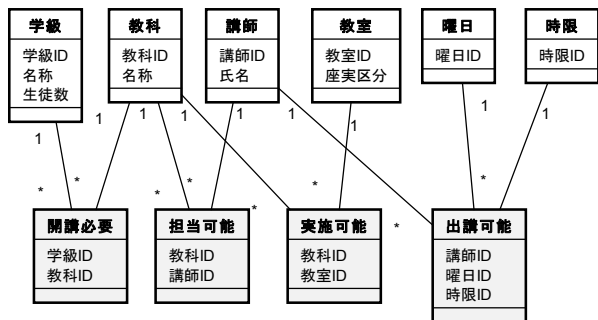 学級
学級ID
名称
生徒数
教科
教科ID
名称
講師
講師ID
氏名
教室
教室ID
座実区分
曜日
曜日ID
時限
時限ID
1
1
1
1
1
1
1
1
1
*
*
*
*
*
*
*
*
開講必要
学級ID
教科ID
担当可能
教科ID
講師ID
実施可能
教科ID
教室ID
出講可能
講師ID
曜日ID
時限ID